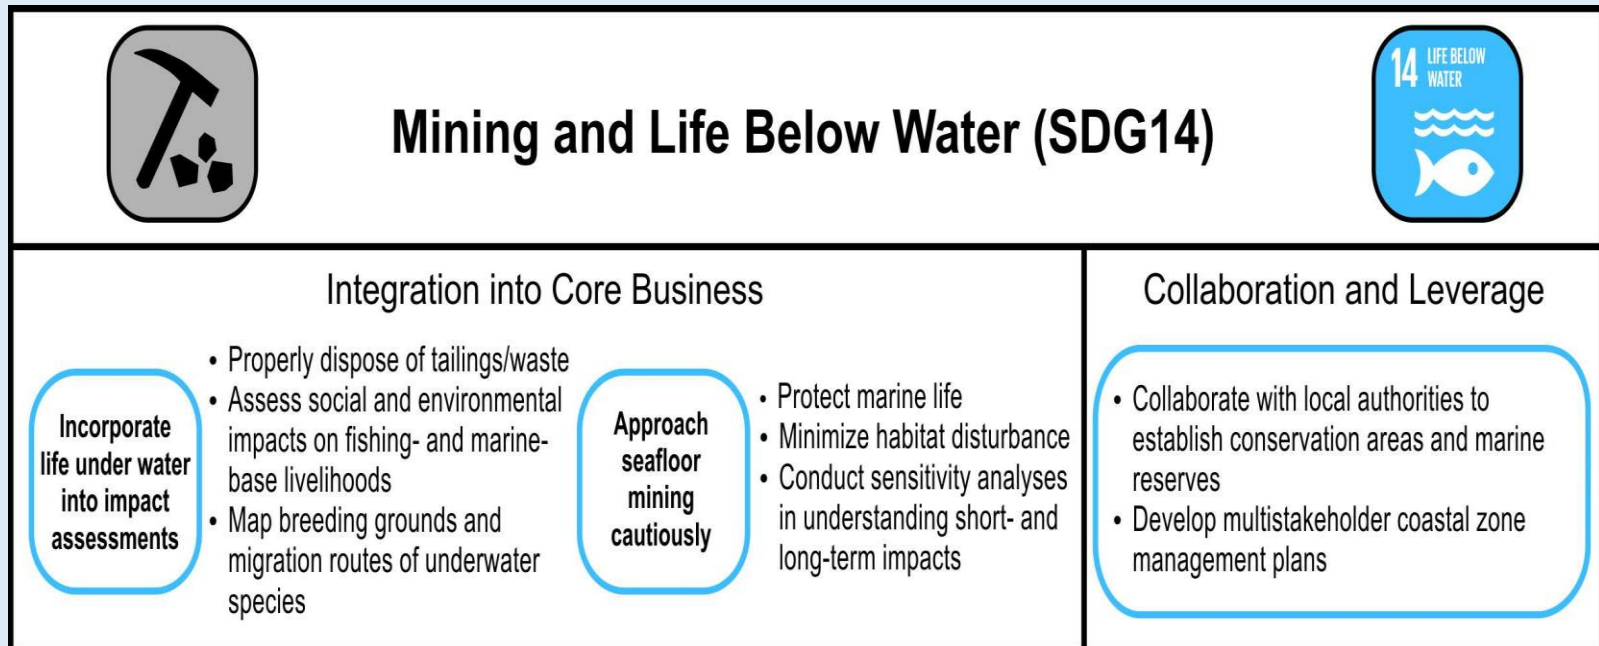 14 LIFE BELOW
WATER
Mining and Life Below Water (SDG14)
Integration into Core Business
Incorporate
life under water
into impact
assessments
• Properly dispose of tailings/waste
• Assess social and environmental
impacts on fishing- and marine-
base livelihoods
• Map breeding grounds and
migration routes of underwater
species
Approach
seafloor
mining
cautiously
• Protect marine life
• Minimize habitat disturbance
• Conduct sensitivity analyses
in understanding short- and
long-term impacts
Collaboration and Leverage
• Collaborate with local authorities to
establish conservation areas and marine
reserves
• Develop multistakeholder coastal zone
management plans